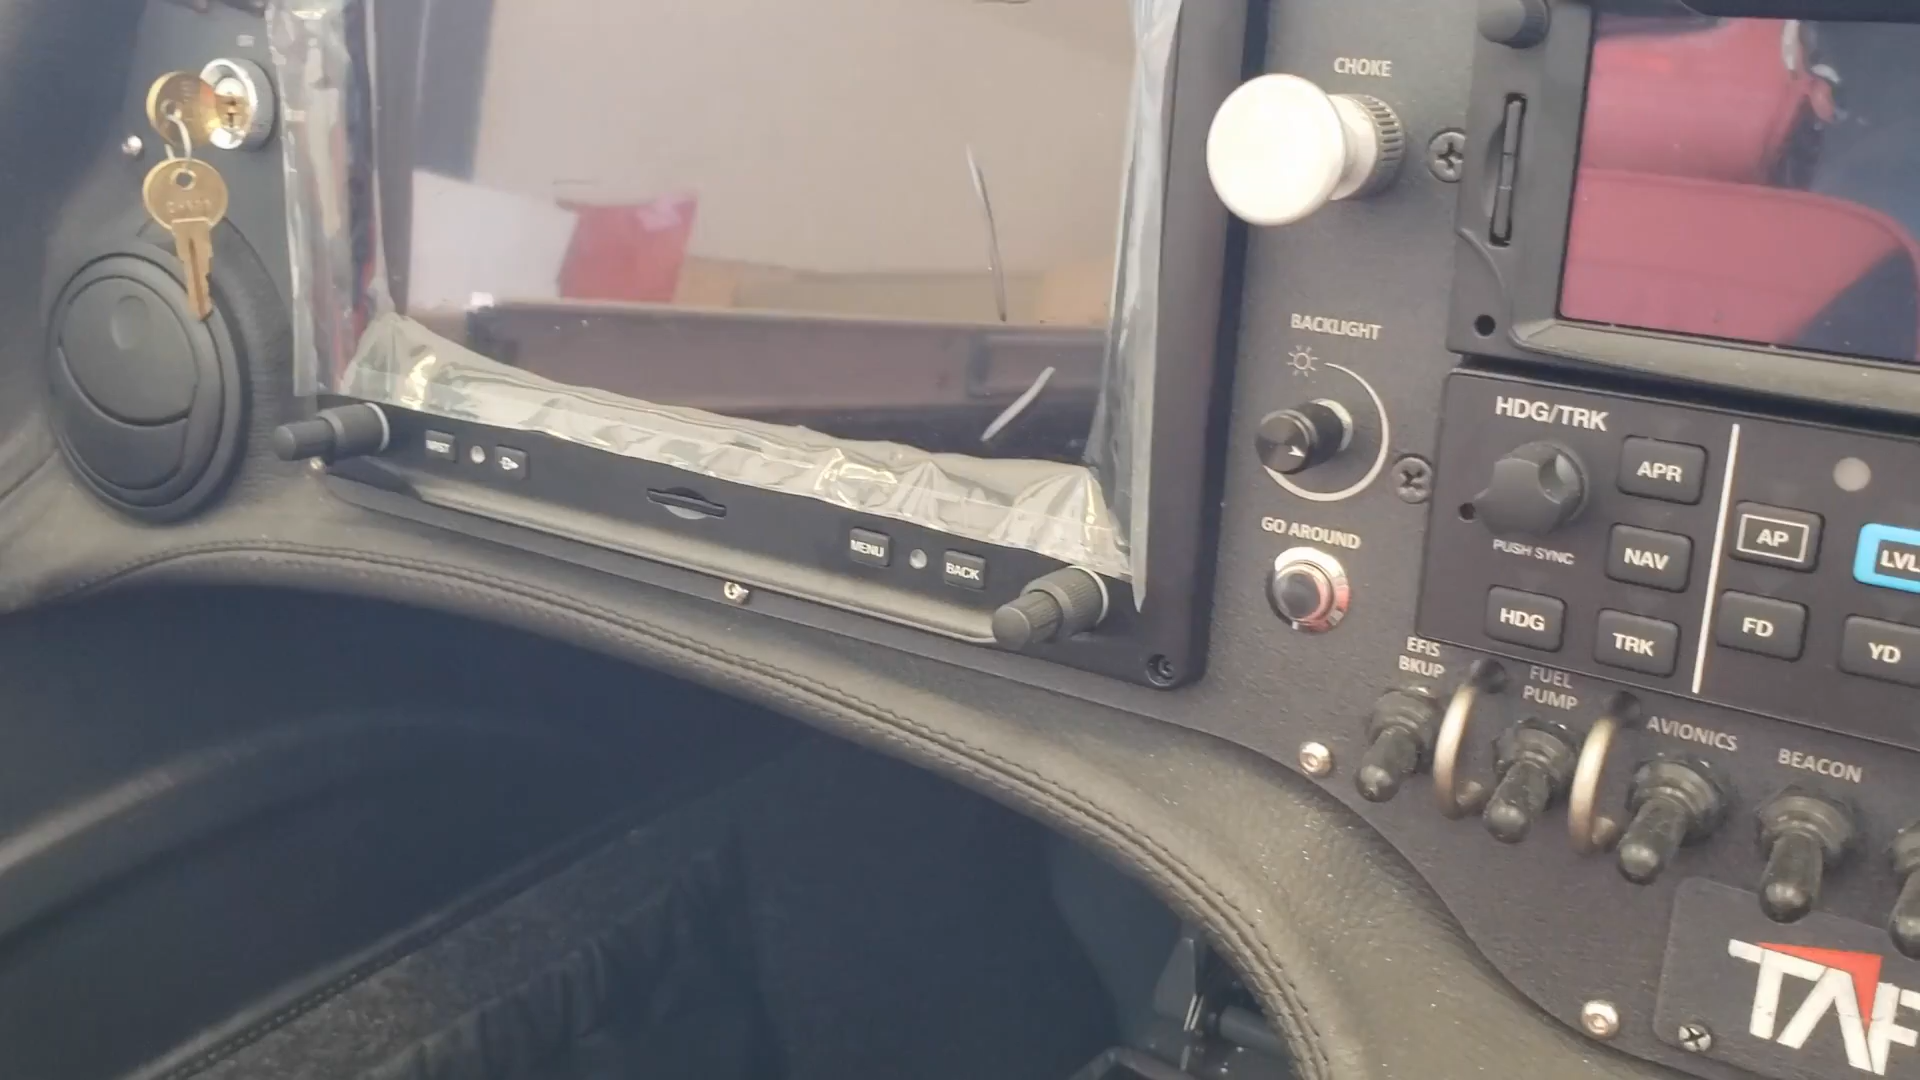 CHOKE
BACKLIGHT
GO AROUND
NRST
MENU
BACK
HDG/TRK
PUSH SYNC
APR
NAV
HDG
TRK
AP
FD
LVL
YD
EFIS
BKUP
FUEL
PUMP
AVIONICS
BEACON
TAF